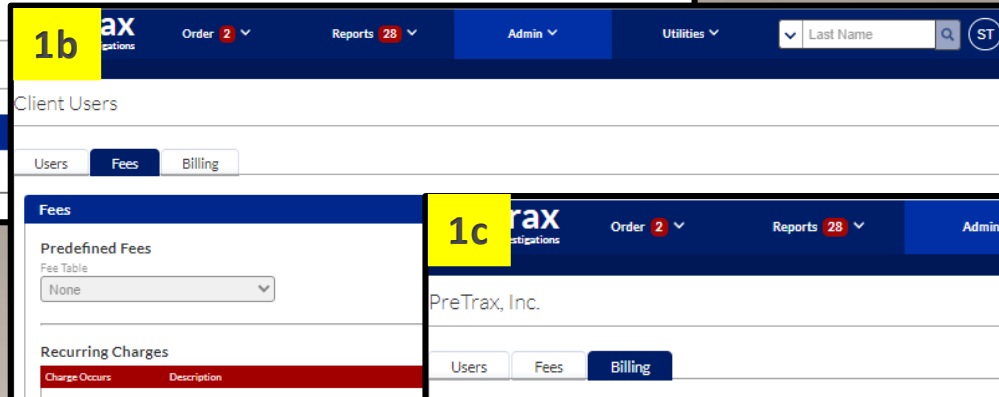 1b
ax
gations
Order 2
Reports 28
Admin
Utilities
Last Name
ST
Client Users
Users
Fees
Billing
Fees
Predefined Fees
Fee Table
None
Recurring Charges
Charge Occurs
Description
1c
rax
estigations
Order 2
Reports 28
Admin
PreTrax, Inc.
Users
Fees
Billing